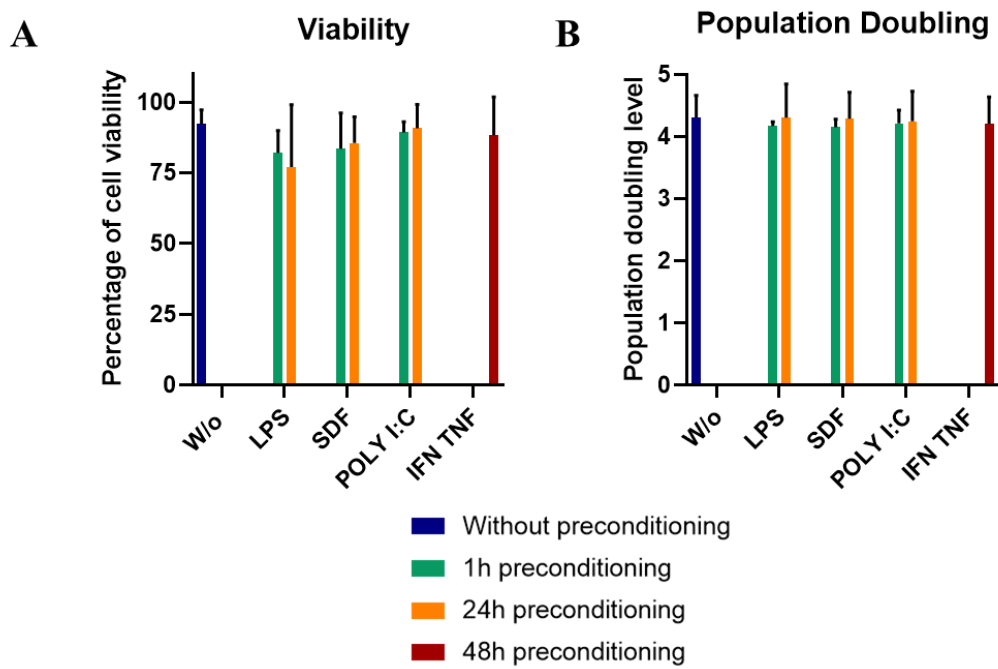 A
Viability
Percentage of cell viability
100
75
50
25
0
W/o
LPS
SDF
POLY I:C
IFN TNF
B
Population Doubling
Population doubling level
5
4
3
2
1
0
W/o
LPS
SDF
POLY I:C
IFN TNF
Without preconditioning
1h preconditioning
24h preconditioning
48h preconditioning